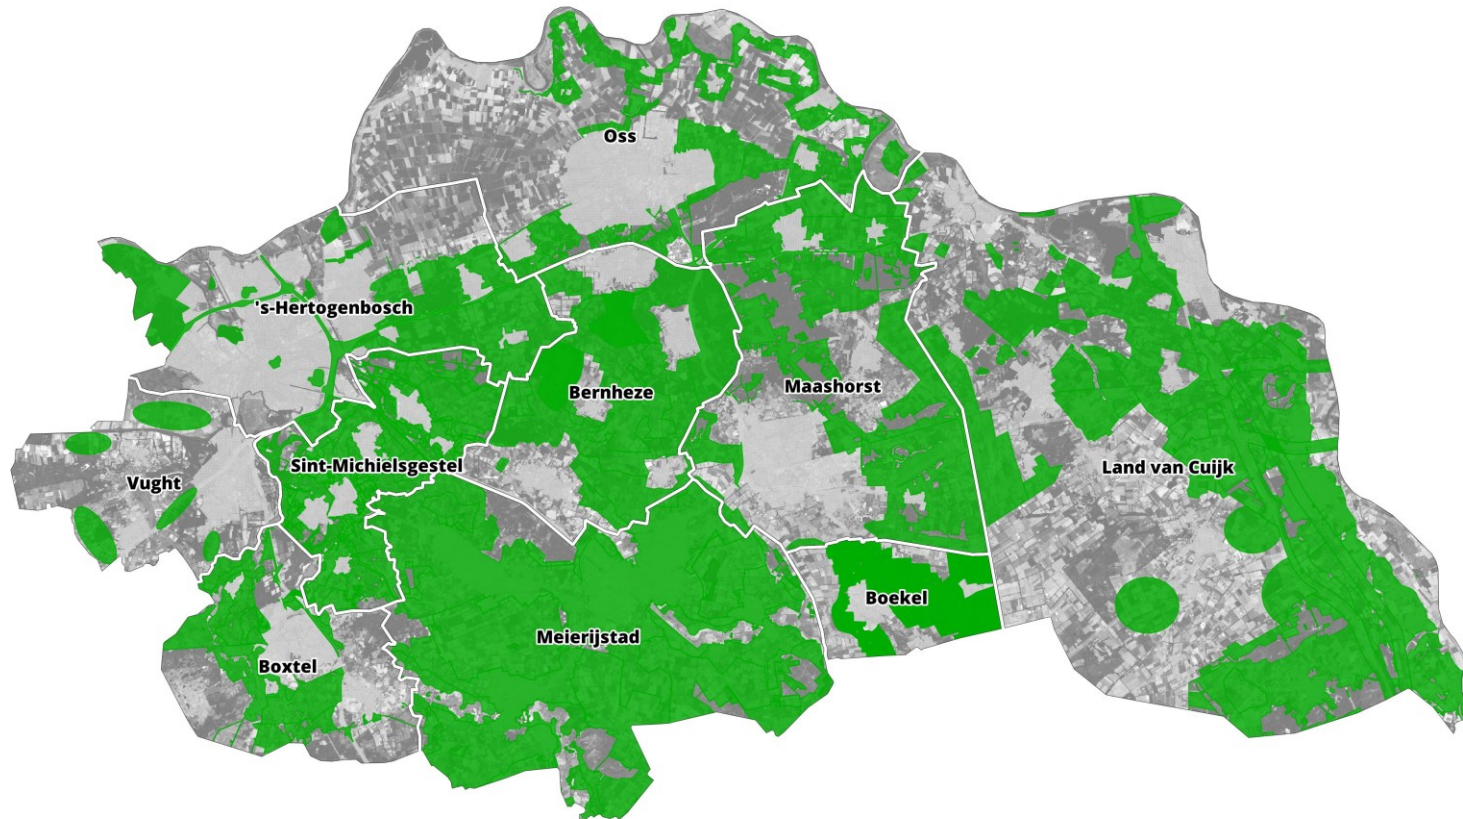 Oss
's-Hertogenbosch
Bernheze
Maashorst
Sint-Michielsgestel
Land van Cuijk
Vught
Boekel
Meierijstad
Boxtel